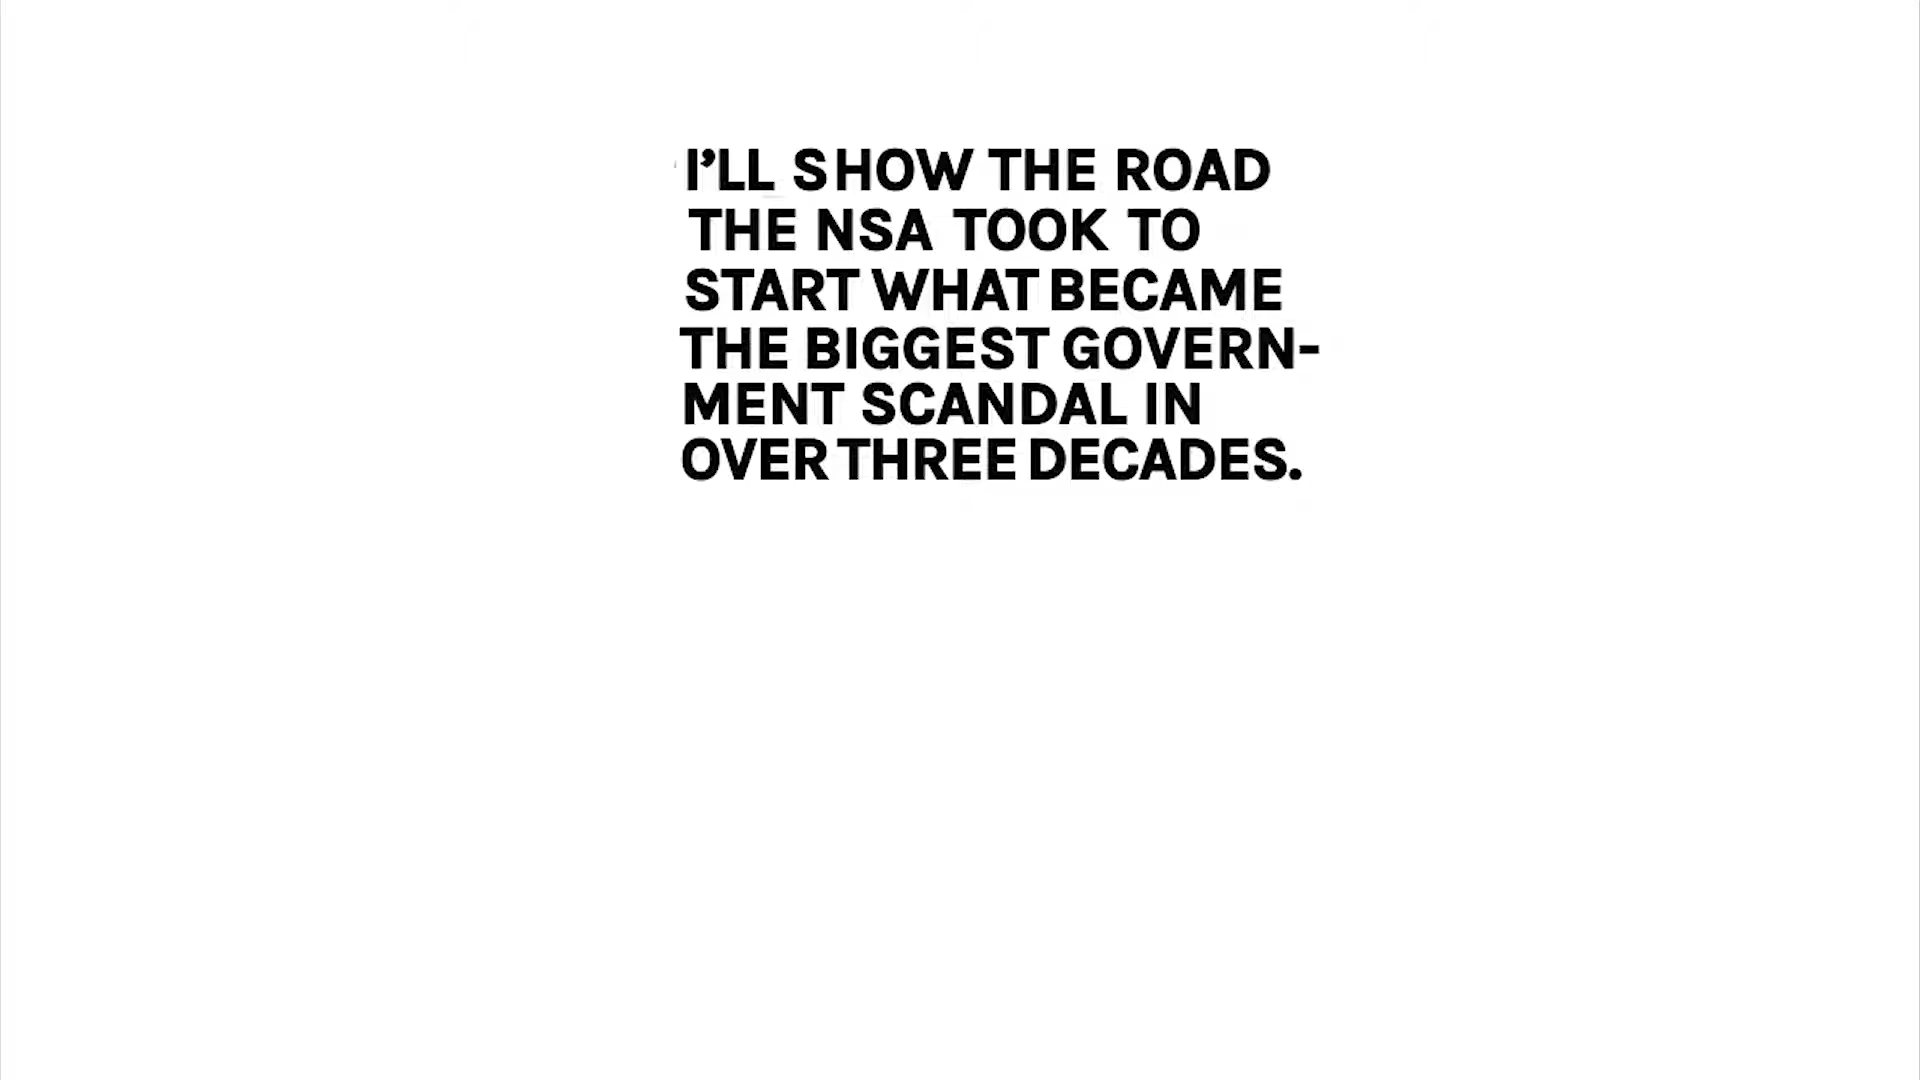 I’LL SHOW THE ROAD
THE NSA TOOK TO
START WHAT BECAME
THE BIGGEST GOVERN-
MENT SCANDAL IN
OVER THREE DECADES.